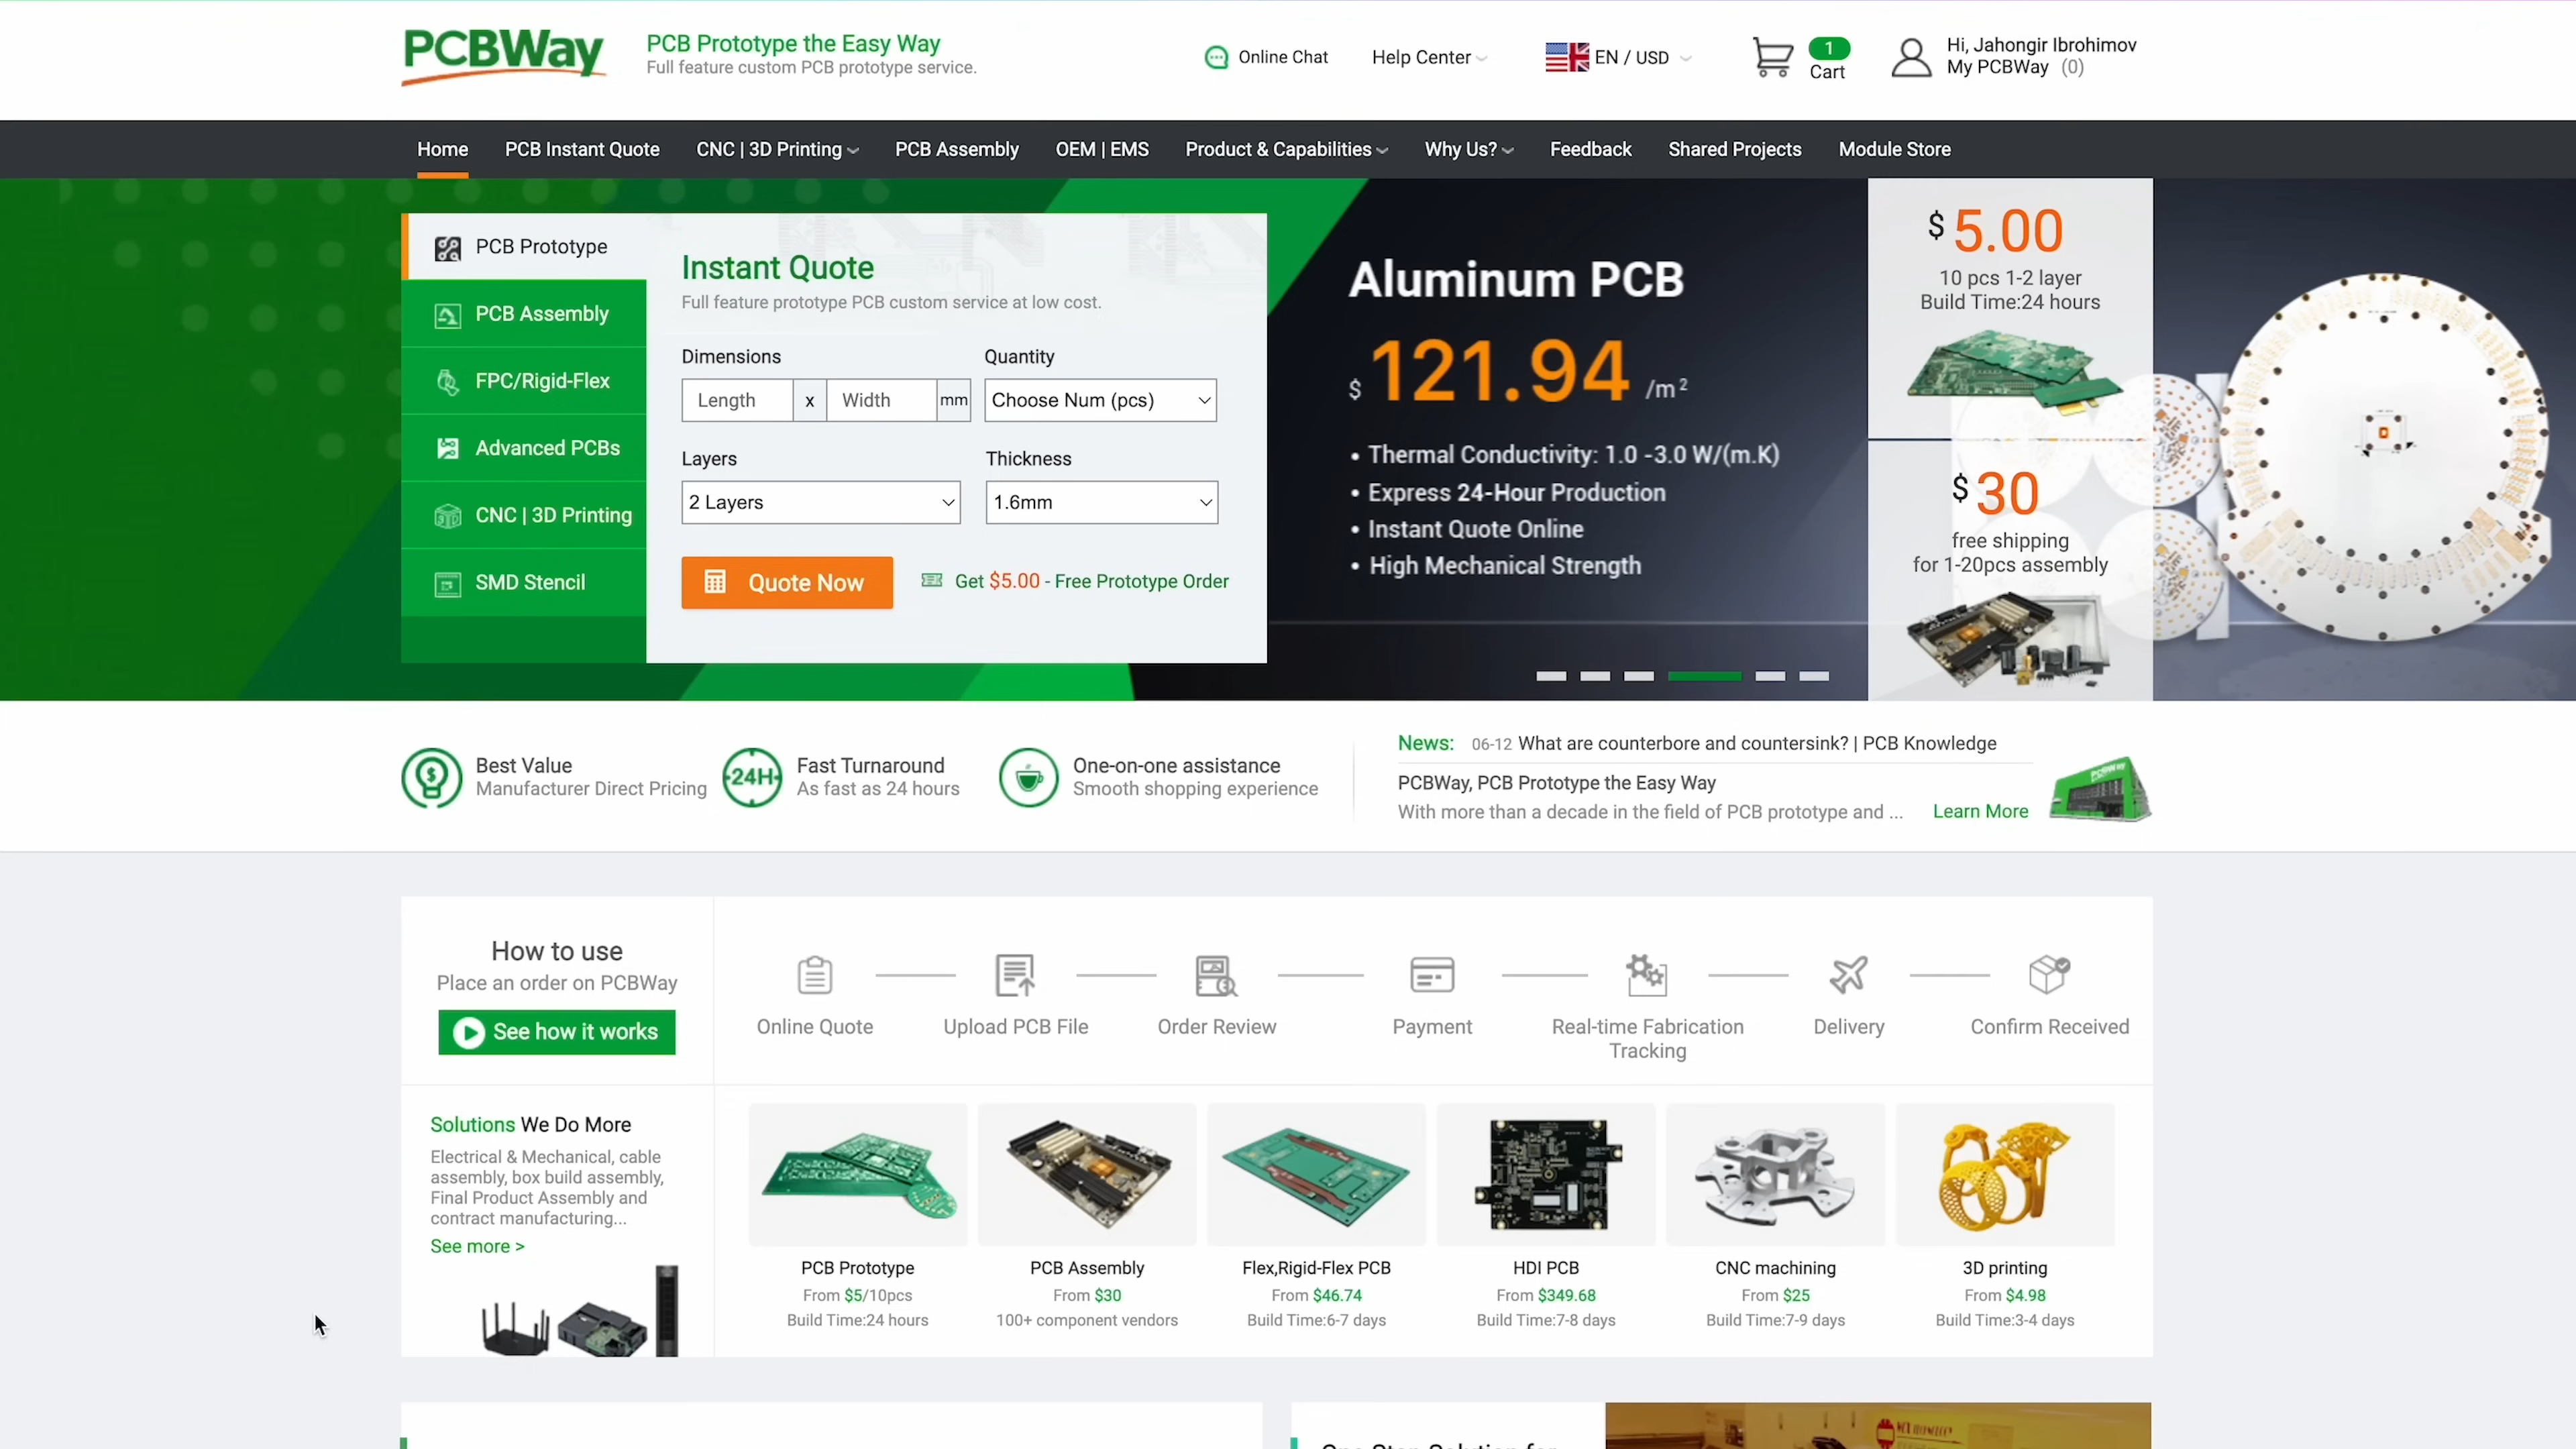 PCBWay
PCB Prototype the Easy Way
Full feature custom PCB prototype service.
Online Chat
Help Center
EN / USD
1
Cart
Hi, Jahongir Ibrohimov
My PCBWay (0)
Home
PCB Instant Quote
CNC | 3D Printing
PCB Assembly
OEM | EMS
Product & Capabilities
Why Us?
Feedback
Shared Projects
Module Store
PCB Prototype
PCB Assembly
FPC/Rigid-Flex
Advanced PCBs
CNC | 3D Printing
SMD Stencil
Instant Quote
Full feature prototype PCB custom service at low cost.
Dimensions
Quantity
Length x Width mm
Choose Num (pcs)
Layers
Thickness
2 Layers
1.6mm
Quote Now
Get $5.00 - Free Prototype Order
Aluminum PCB
$ 121.94 /m²
• Thermal Conductivity: 1.0 -3.0 W/(m.K)
• Express 24-Hour Production
• Instant Quote Online
• High Mechanical Strength
$ 5.00
10 pcs 1-2 layer
Build Time:24 hours
$ 30
free shipping
for 1-20pcs assembly
Best Value
Manufacturer Direct Pricing
24H
Fast Turnaround
As fast as 24 hours
One-on-one assistance
Smooth shopping experience
News: 06-12 What are counterbore and countersink? | PCB Knowledge
PCBWay, PCB Prototype the Easy Way
With more than a decade in the field of PCB prototype and ... Learn More
How to use
Place an order on PCBWay
See how it works
Online Quote
Upload PCB File
Order Review
Payment
Real-time Fabrication
Tracking
Delivery
Confirm Received
Solutions We Do More
Electrical & Mechanical, cable
assembly, box build assembly,
Final Product Assembly and
contract manufacturing...
See more >
PCB Prototype
From $5/10pcs
Build Time:24 hours
PCB Assembly
From $30
100+ component vendors
Flex,Rigid-Flex PCB
From $46.74
Build Time:6-7 days
HDI PCB
From $349.68
Build Time:7-8 days
CNC machining
From $25
Build Time:7-9 days
3D printing
From $4.98
Build Time:3-4 days
One-Stop Solution for